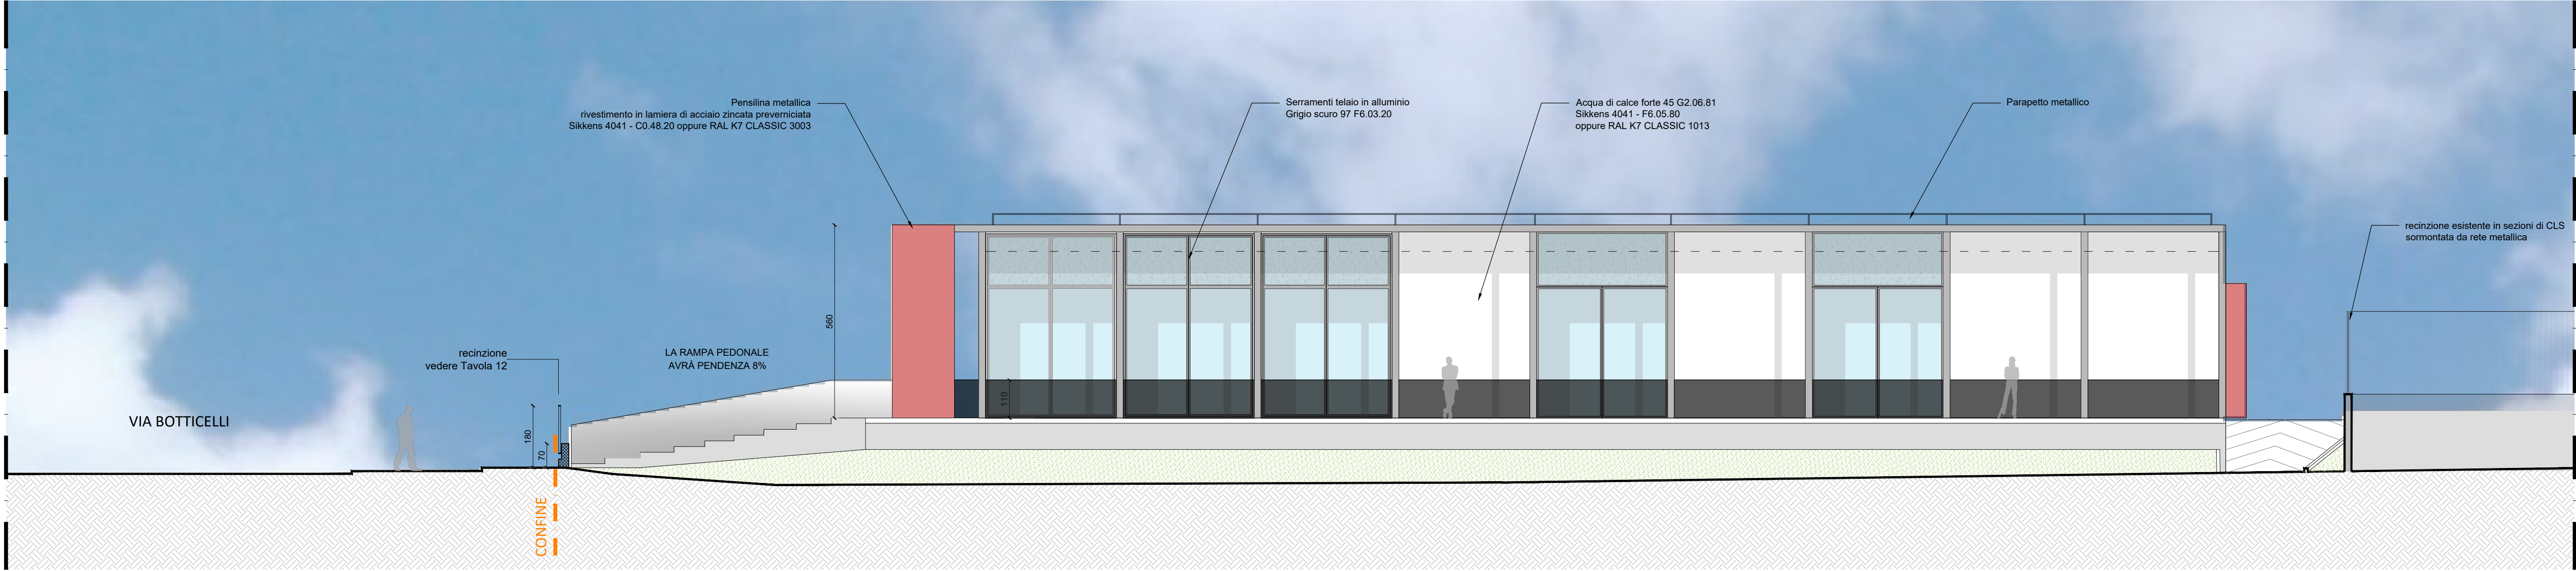 Pensilina metallica
rivestimento in lamiera di acciaio zincata preverniciata
Sikkens 4041 - C0.48.20 oppure RAL K7 CLASSIC 3003
Serramenti telaio in alluminio
Grigio scuro 97 F6.03.20
Acqua di calce forte 45 G2.06.81
Sikkens 4041 - F6.05.80
oppure RAL K7 CLASSIC 1013
Parapetto metallico
recinzione esistente in sezioni di CLS
sormontata da rete metallica
560
recinzione
vedere Tavola 12
LA RAMPA PEDONALE
AVRÀ PENDENZA 8%
110
VIA BOTTICELLI
180
70
CONFINE